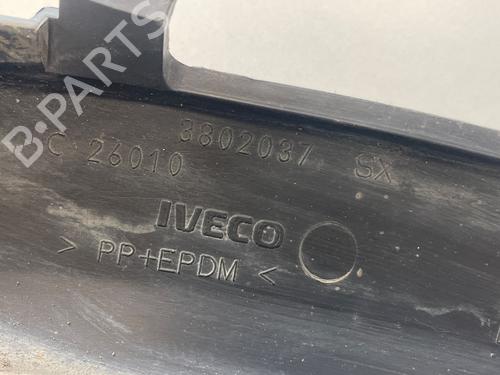 3802037 SX
C 26010
IVECO
> PP+EPDM <
B-PARTS